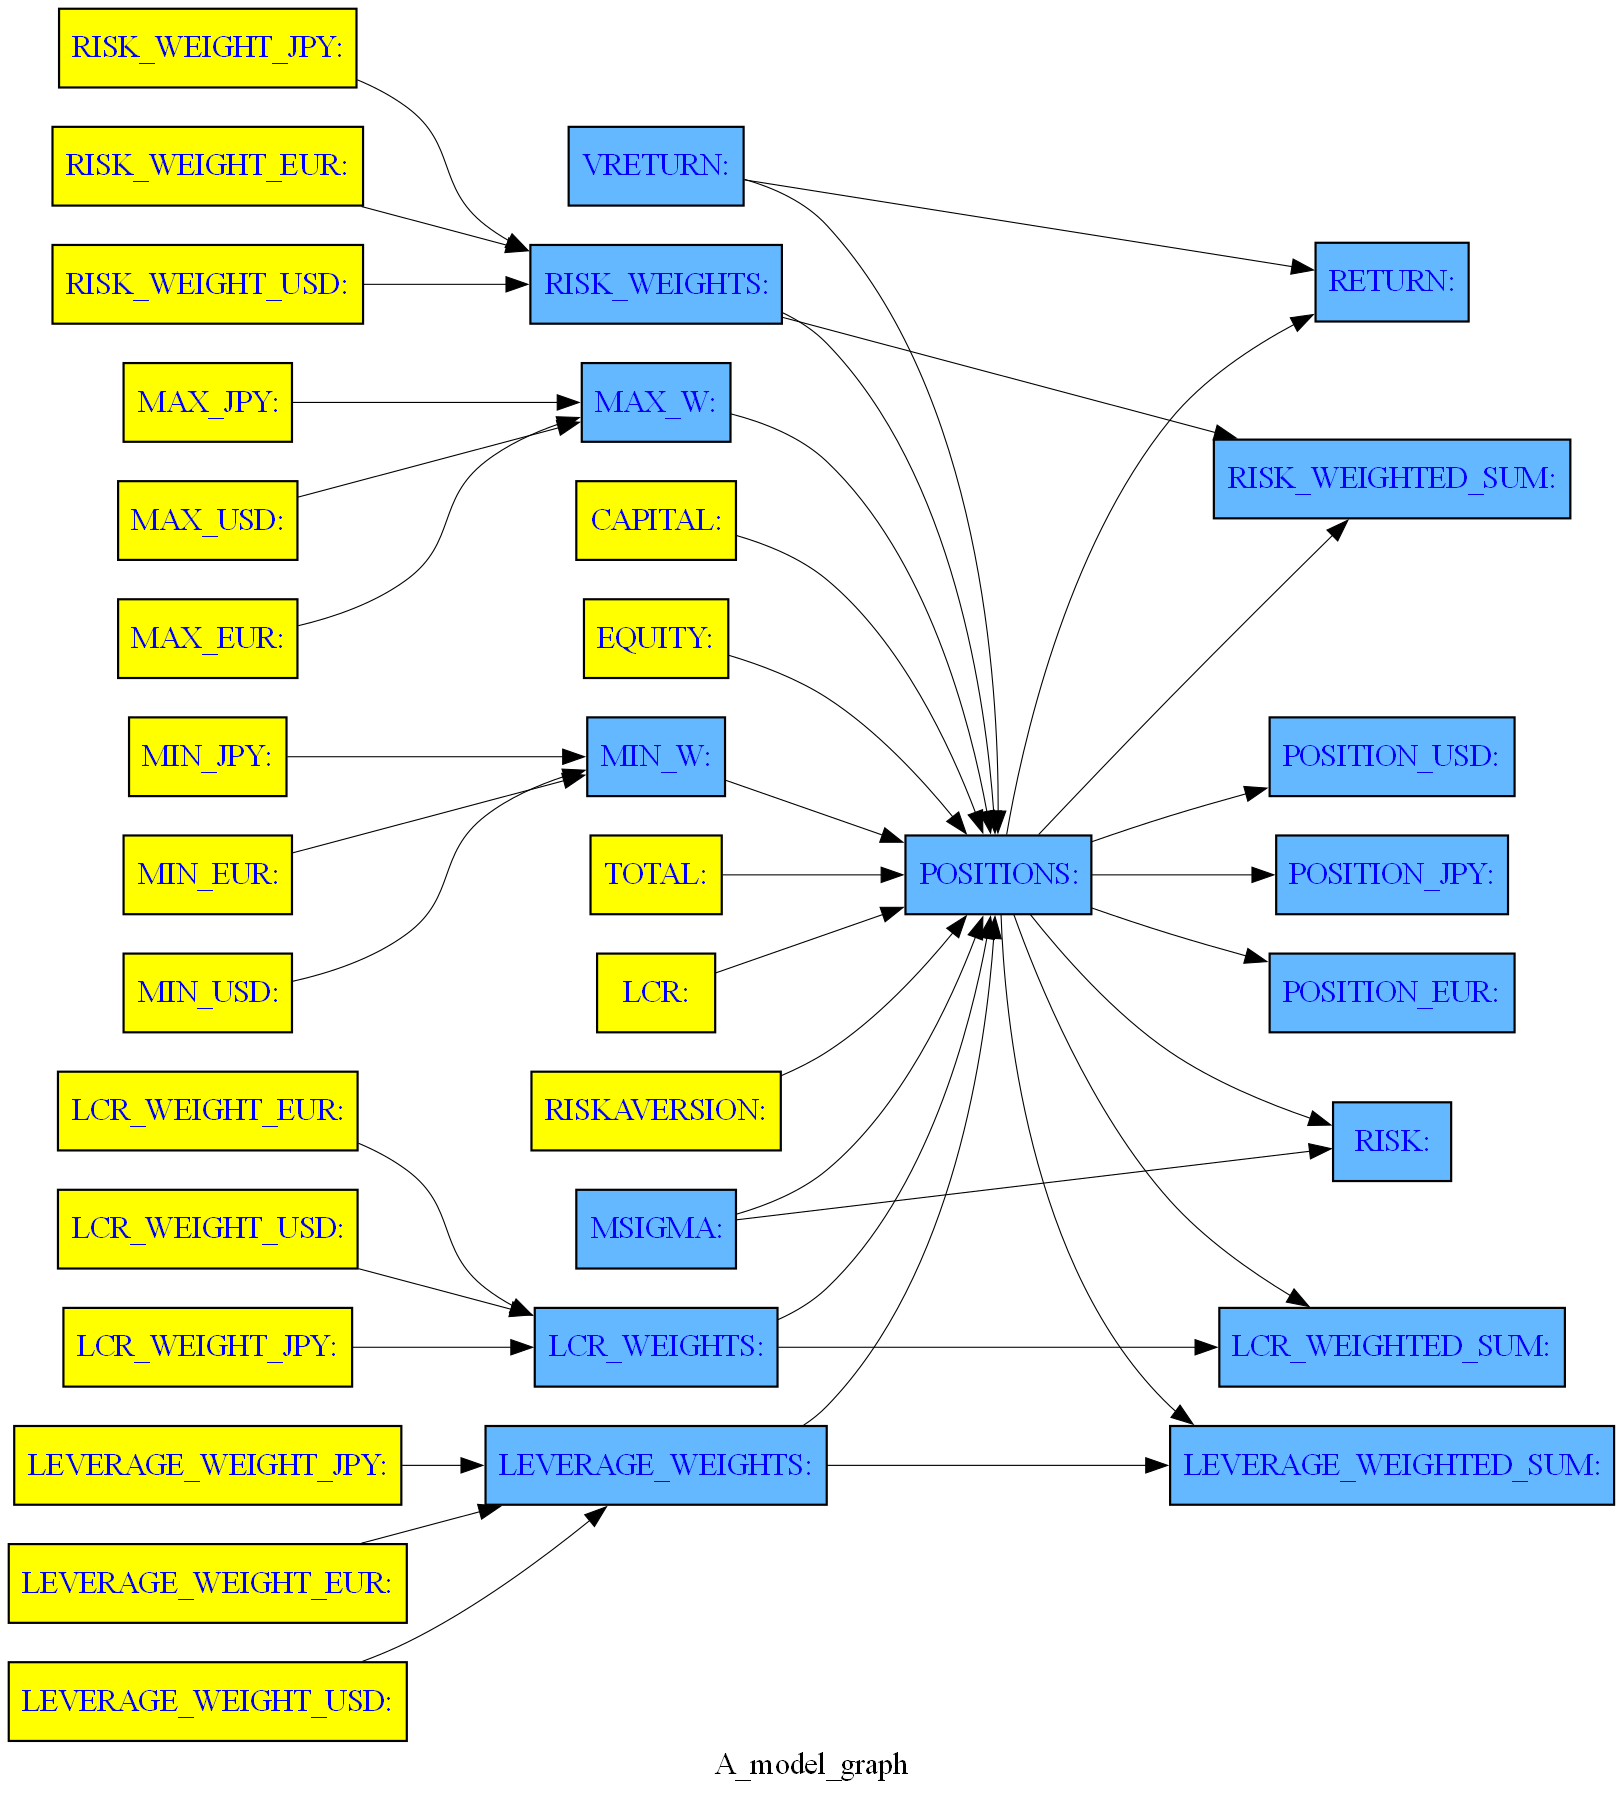 RISK_WEIGHT_JPY:
RISK_WEIGHT_EUR:
RISK_WEIGHT_USD:
MAX_JPY:
MAX_USD:
MAX_EUR:
MIN_JPY:
MIN_EUR:
MIN_USD:
LCR_WEIGHT_EUR:
LCR_WEIGHT_USD:
LCR_WEIGHT_JPY:
LEVERAGE_WEIGHT_JPY:
LEVERAGE_WEIGHT_EUR:
LEVERAGE_WEIGHT_USD:
VRETURN:
RISK_WEIGHTS:
MAX_W:
CAPITAL:
EQUITY:
MIN_W:
TOTAL:
LCR:
RISKAVERSION:
MSIGMA:
LCR_WEIGHTS:
LEVERAGE_WEIGHTS:
POSITIONS:
RETURN:
RISK_WEIGHTED_SUM:
POSITION_USD:
POSITION_JPY:
POSITION_EUR:
RISK:
LCR_WEIGHTED_SUM:
LEVERAGE_WEIGHTED_SUM:
A_model_graph